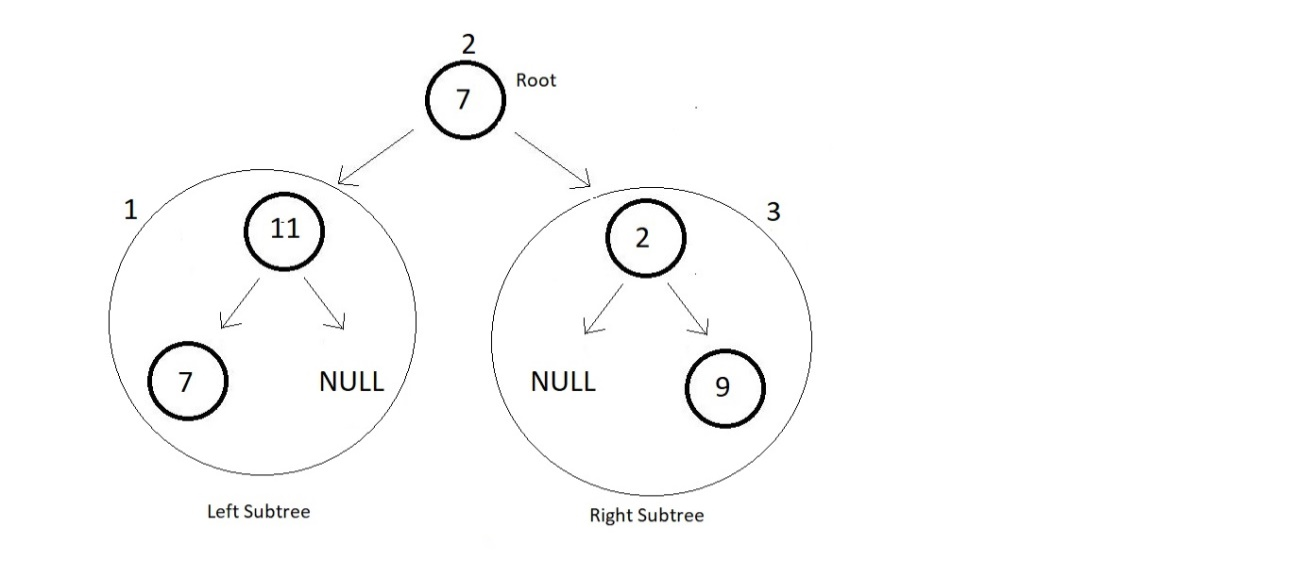 2
7 Root
1 11 2 3
7 NULL NULL 9
Left Subtree Right Subtree